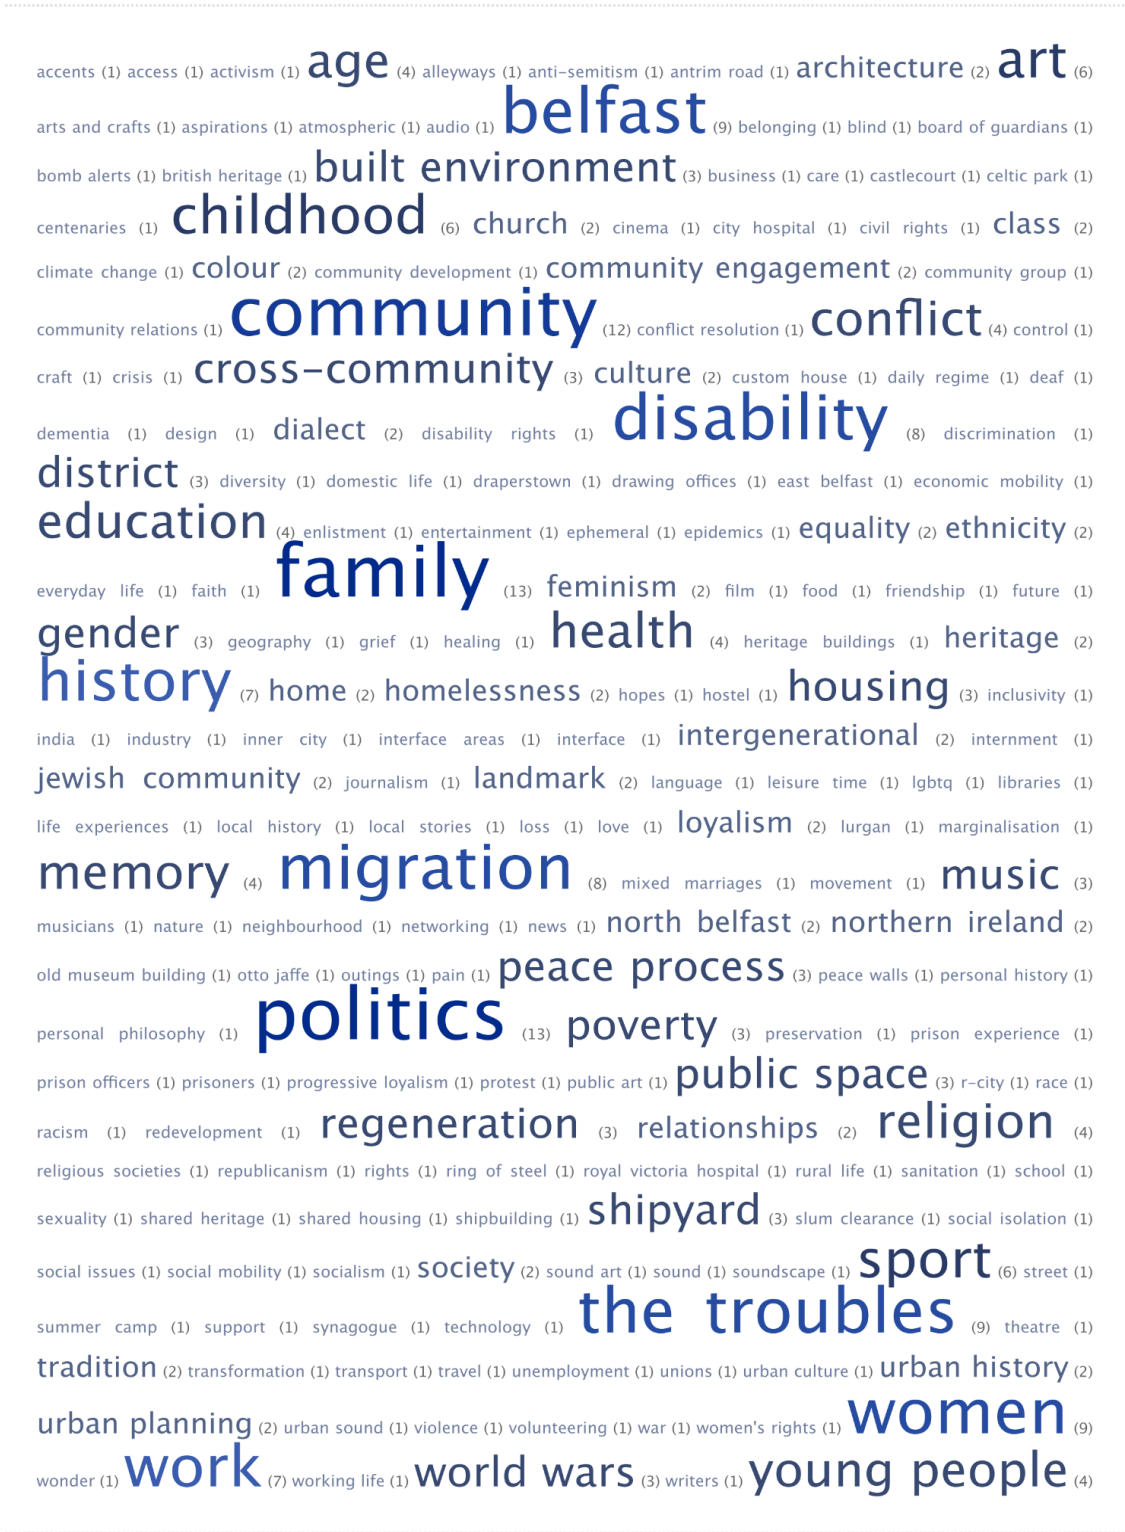 accents (1) access (1) activism (1) age (4) alleyways (1) anti-semitism (1) antrim road (1) architecture (2) art (6)
arts and crafts (1) aspirations (1) atmospheric (1) audio (1) belfast (9) belonging (1) blind (1) board of guardians (1)
bomb alerts (1) british heritage (1) built environment (3) business (1) care (1) castlecourt (1) celtic park (1)
centenaries (1) childhood (6) church (2) cinema (1) city hospital (1) civil rights (1) class (2)
climate change (1) colour (2) community development (1) community engagement (2) community group (1)
community relations (1) community (12) conflict resolution (1) conflict (4) control (1)
craft (1) crisis (1) cross-community (3) culture (2) custom house (1) daily regime (1) deaf (1)
dementia (1) design (1) dialect (2) disability rights (1) disability (8) discrimination (1)
district (3) diversity (1) domestic life (1) draperstown (1) drawing offices (1) east belfast (1) economic mobility (1)
education (4) enlistment (1) entertainment (1) ephemeral (1) epidemics (1) equality (2) ethnicity (2)
everyday life (1) faith (1) family (13) feminism (2) film (1) food (1) friendship (1) future (1)
gender (3) geography (1) grief (1) healing (1) health (4) heritage buildings (1) heritage (2)
history (7) home (2) homelessness (2) hopes (1) hostel (1) housing (3) inclusivity (1)
india (1) industry (1) inner city (1) interface areas (1) interface (1) intergenerational (2) internment (1)
jewish community (2) journalism (1) landmark (2) language (1) leisure time (1) lgbtq (1) libraries (1)
life experiences (1) local history (1) local stories (1) loss (1) love (1) loyalism (2) lurgan (1) marginalisation (1)
memory (4) migration (8) mixed marriages (1) movement (1) music (3)
musicians (1) nature (1) neighbourhood (1) networking (1) news (1) north belfast (2) northern ireland (2)
old museum building (1) otto jaffe (1) outings (1) pain (1) peace process (3) peace walls (1) personal history (1)
personal philosophy (1) politics (13) poverty (3) preservation (1) prison experience (1)
prison officers (1) prisoners (1) progressive loyalism (1) protest (1) public art (1) public space (3) r-city (1) race (1)
racism (1) redevelopment (1) regeneration (3) relationships (2) religion (4)
religious societies (1) republicanism (1) rights (1) ring of steel (1) royal victoria hospital (1) rural life (1) sanitation (1) school (1)
sexuality (1) shared heritage (1) shared housing (1) shipbuilding (1) shipyard (3) slum clearance (1) social isolation (1)
social issues (1) social mobility (1) socialism (1) society (2) sound art (1) sound (1) soundscape (1) sport (6) street (1)
summer camp (1) support (1) synagogue (1) technology (1) the troubles (9) theatre (1)
tradition (2) transformation (1) transport (1) travel (1) unemployment (1) unions (1) urban culture (1) urban history (2)
urban planning (2) urban sound (1) violence (1) volunteering (1) war (1) women's rights (1) women (9)
wonder (1) work (7) working life (1) world wars (3) writers (1) young people (4)